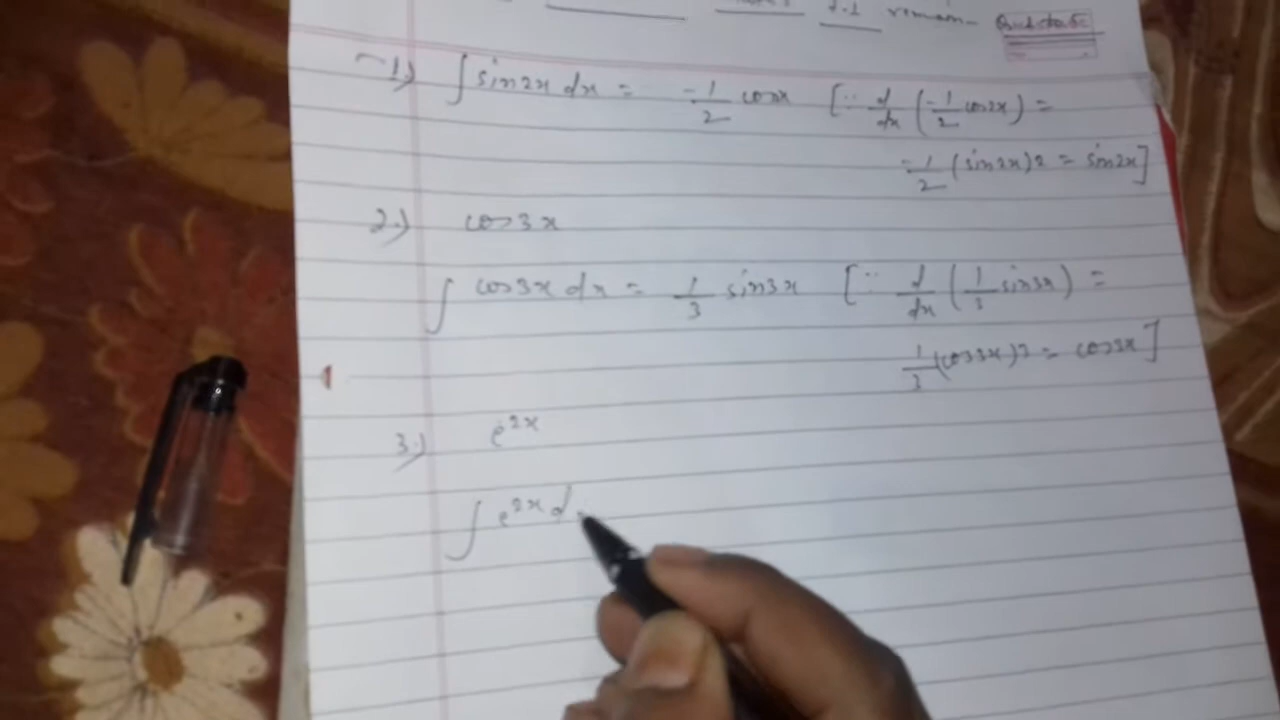 1.) ∫ sin2x dx = -1/2 cosx [∵ d/dx (-1/2 cos2x) =
-1/2 (sin2x)2 = sin2x]
2.) cos3x
∫ cos3x dx = 1/3 sin3x [∵ d/dx (1/3 sin3x) =
1/3 (cos3x)3 = cos3x]
3.) e^2x
∫ e^2x d